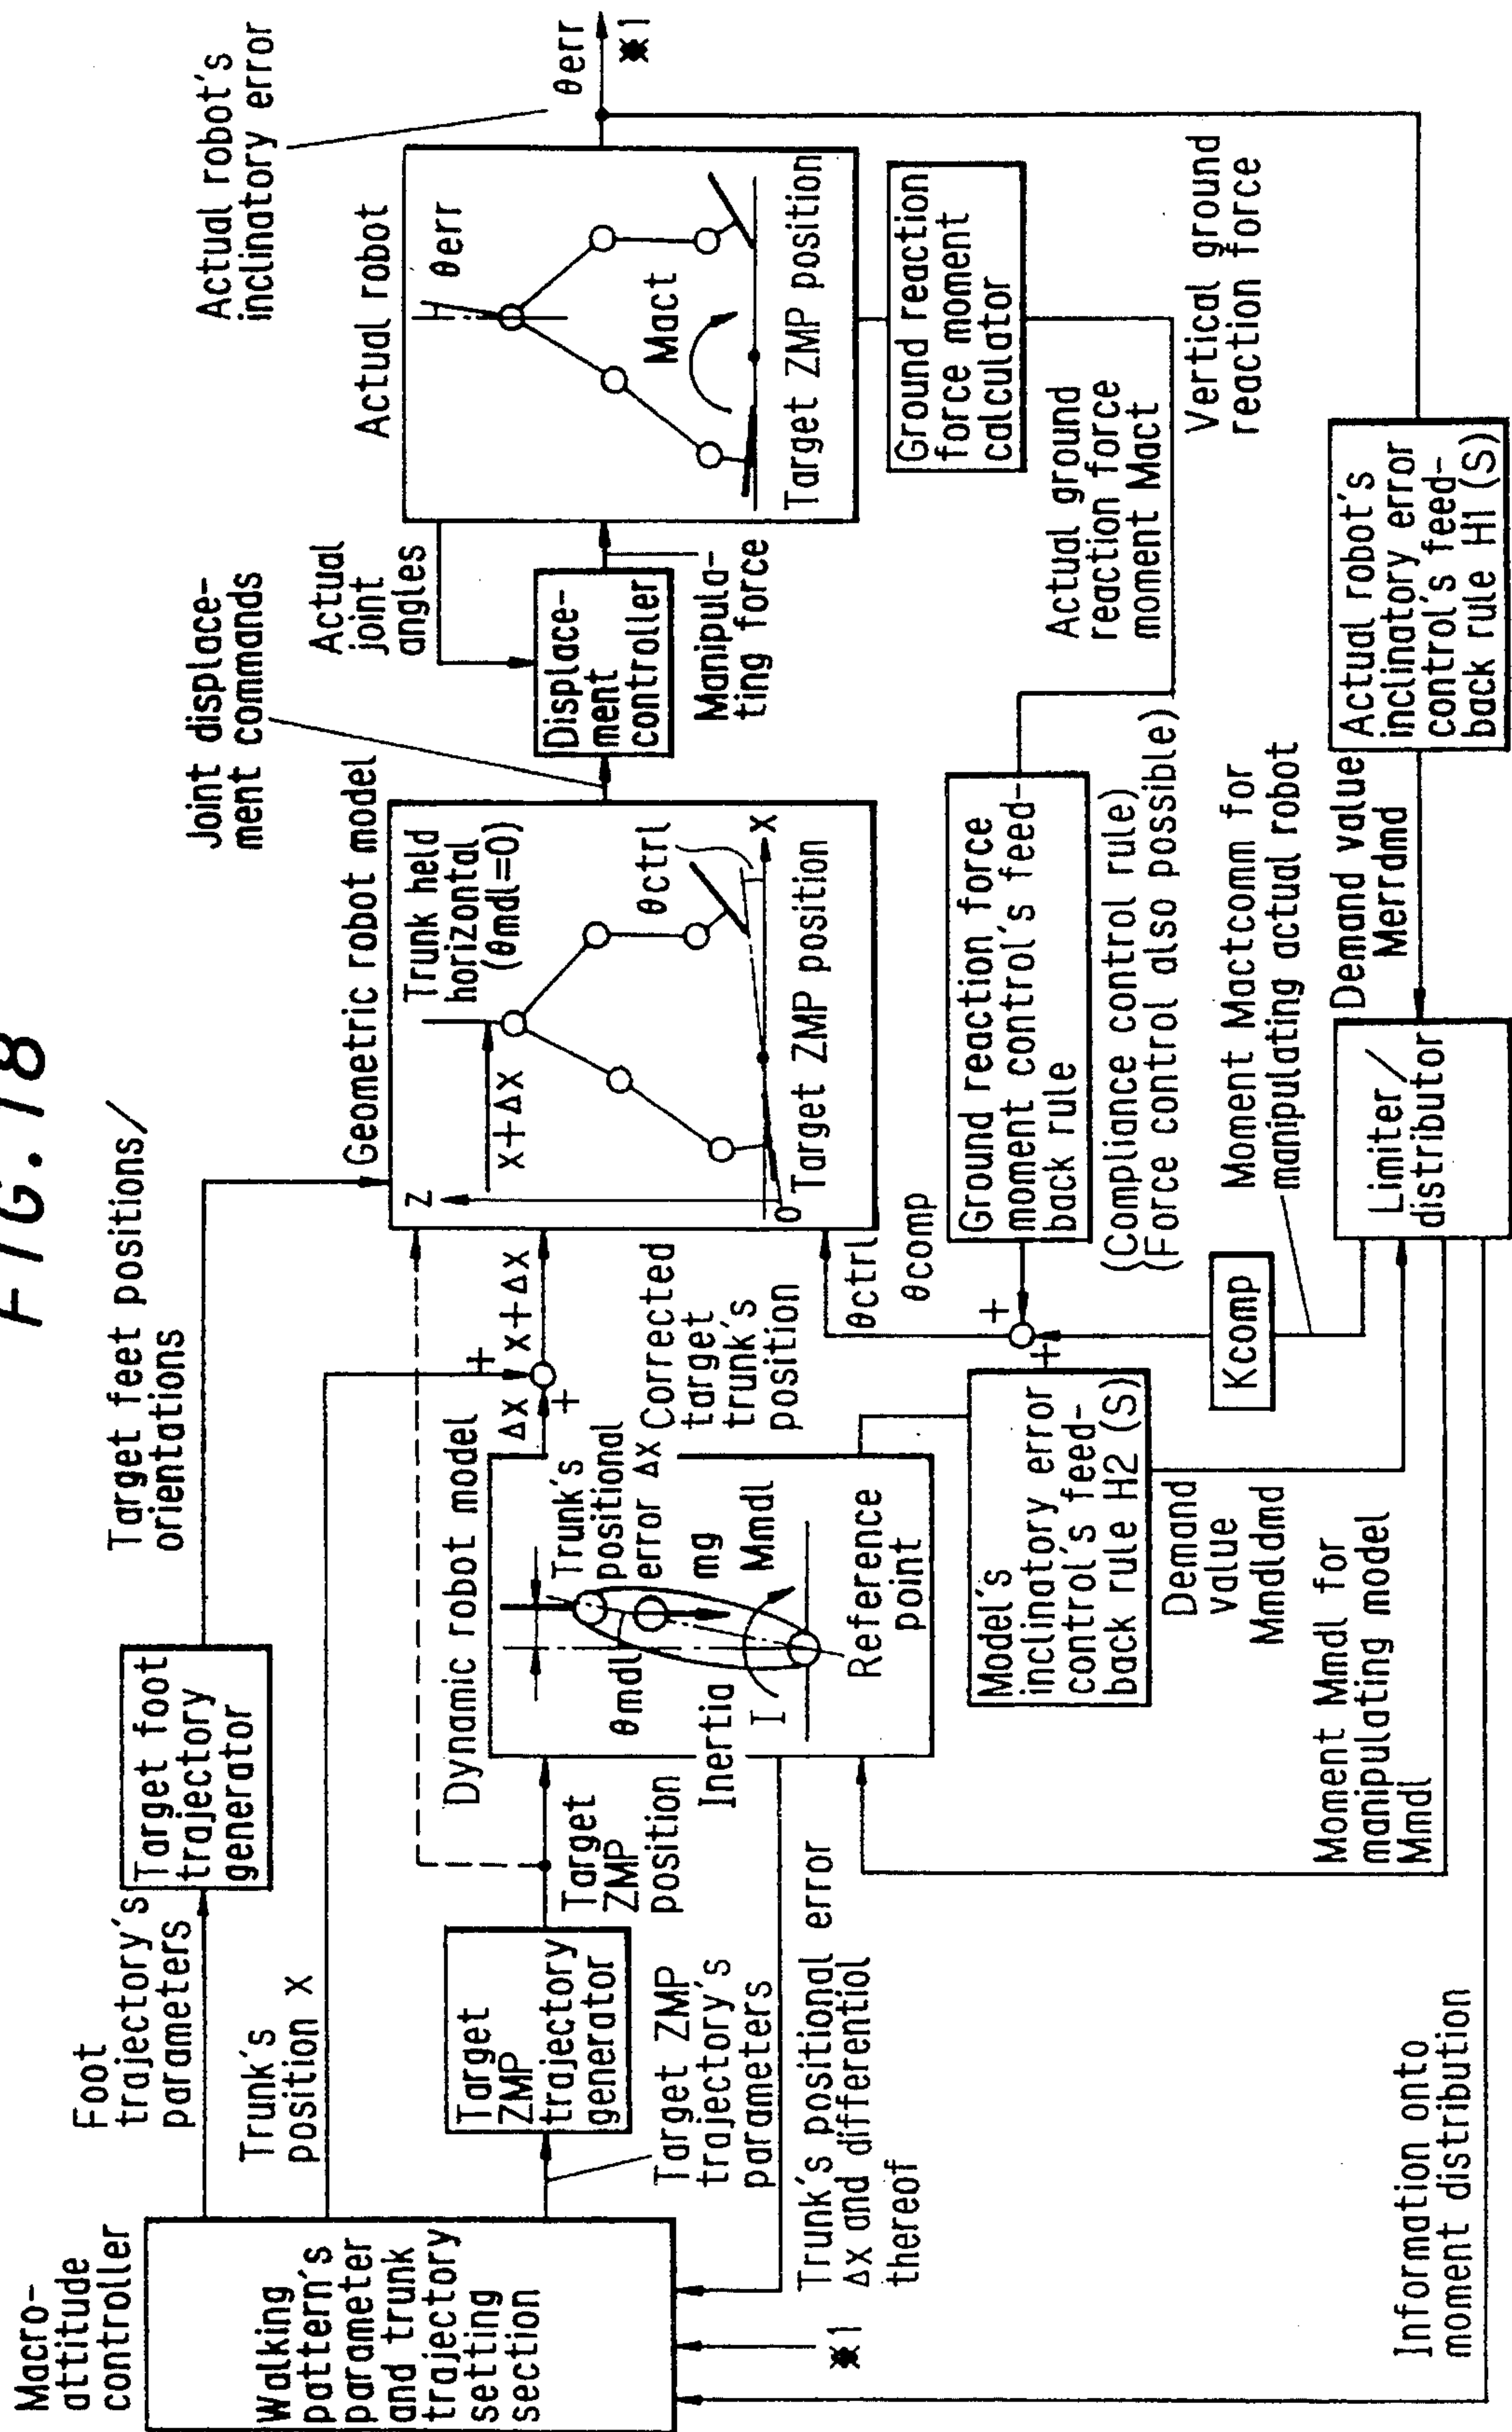 FIG. 18
Macro-
attitude
controller
Walking
pattern's
parameter
and trunk
trajectory
setting
section
Foot
trajectory's
parameters
Target foot
trajectory
generator
Target feet positions/
orientations
Trunk's
position X
Target
ZMP
trajectory
generator
Target ZMP
trajectory's
parameters
Target
ZMP
position
Trunk's positional error
Δx and differentiol
thereof
※1
Dynamic robot model
Trunk's
positional
error Δx
θmdl
mg
Mmdl
Inertia
I
Reference
point
Δx
+
+
x+Δx
Corrected
target
trunk's
position
Geometric robot model
Trunk held
horizontal
(θmdl=0)
x+Δx
Z
θctrl
X
O
Target ZMP position
Joint displace-
ment commands
Actual
joint
angles
Displace-
ment
controller
Manipula-
ting force
Actual robot
θerr
Mact
Target ZMP position
Actual robot's
inclinatory error
θerr
※1
Ground reaction
force moment
calculator
Actual ground
reaction force
moment Mact
Vertical ground
reaction force
Ground reaction force
moment control's feed-
back rule
(Compliance control rule)
(Force control also possible)
θctrl
θcomp
+
+
Kcomp
Model's
inclinatory error
control's feed-
back rule H2 (S)
Demand
value
Mmdldmd
Moment Mactcomm for
manipulating actual robot
Actual robot's
inclinatory error
control's feed-
back rule H1 (S)
Demand value
Merrdmd
Limiter/
distributor
Moment Mmdl for
manipulating model
Mmdl
Information onto
moment distribution